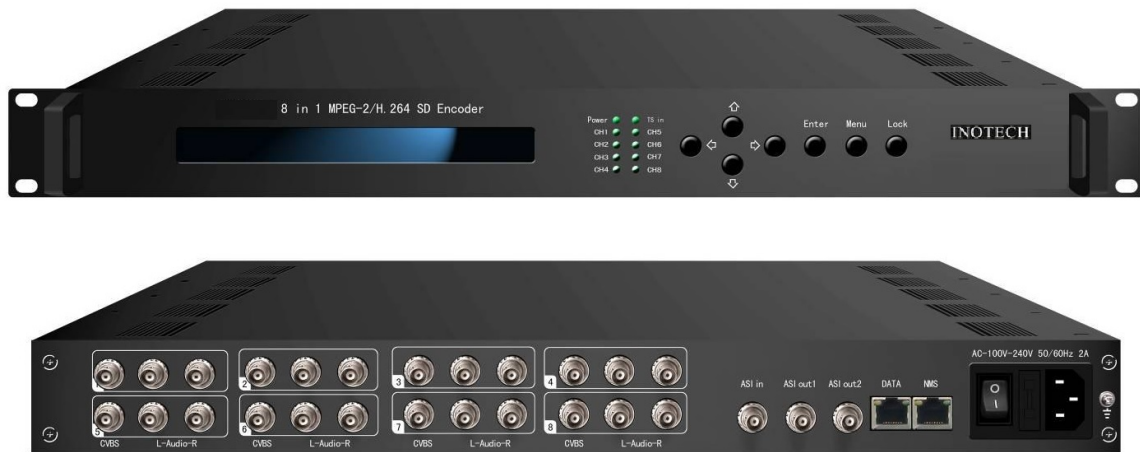 8 in 1 MPEG-2/H.264 SD Encoder
Power TS in
CH1 CH5
CH2 CH6
CH3 CH7
CH4 CH8
Enter Menu Lock
INOTECH
AC-100V-240V 50/60Hz 2A
2
3
4
ASI in ASI out1 ASI out2 DATA NMS
5
6
7
8
CVBS L-Audio-R CVBS L-Audio-R CVBS L-Audio-R CVBS L-Audio-R